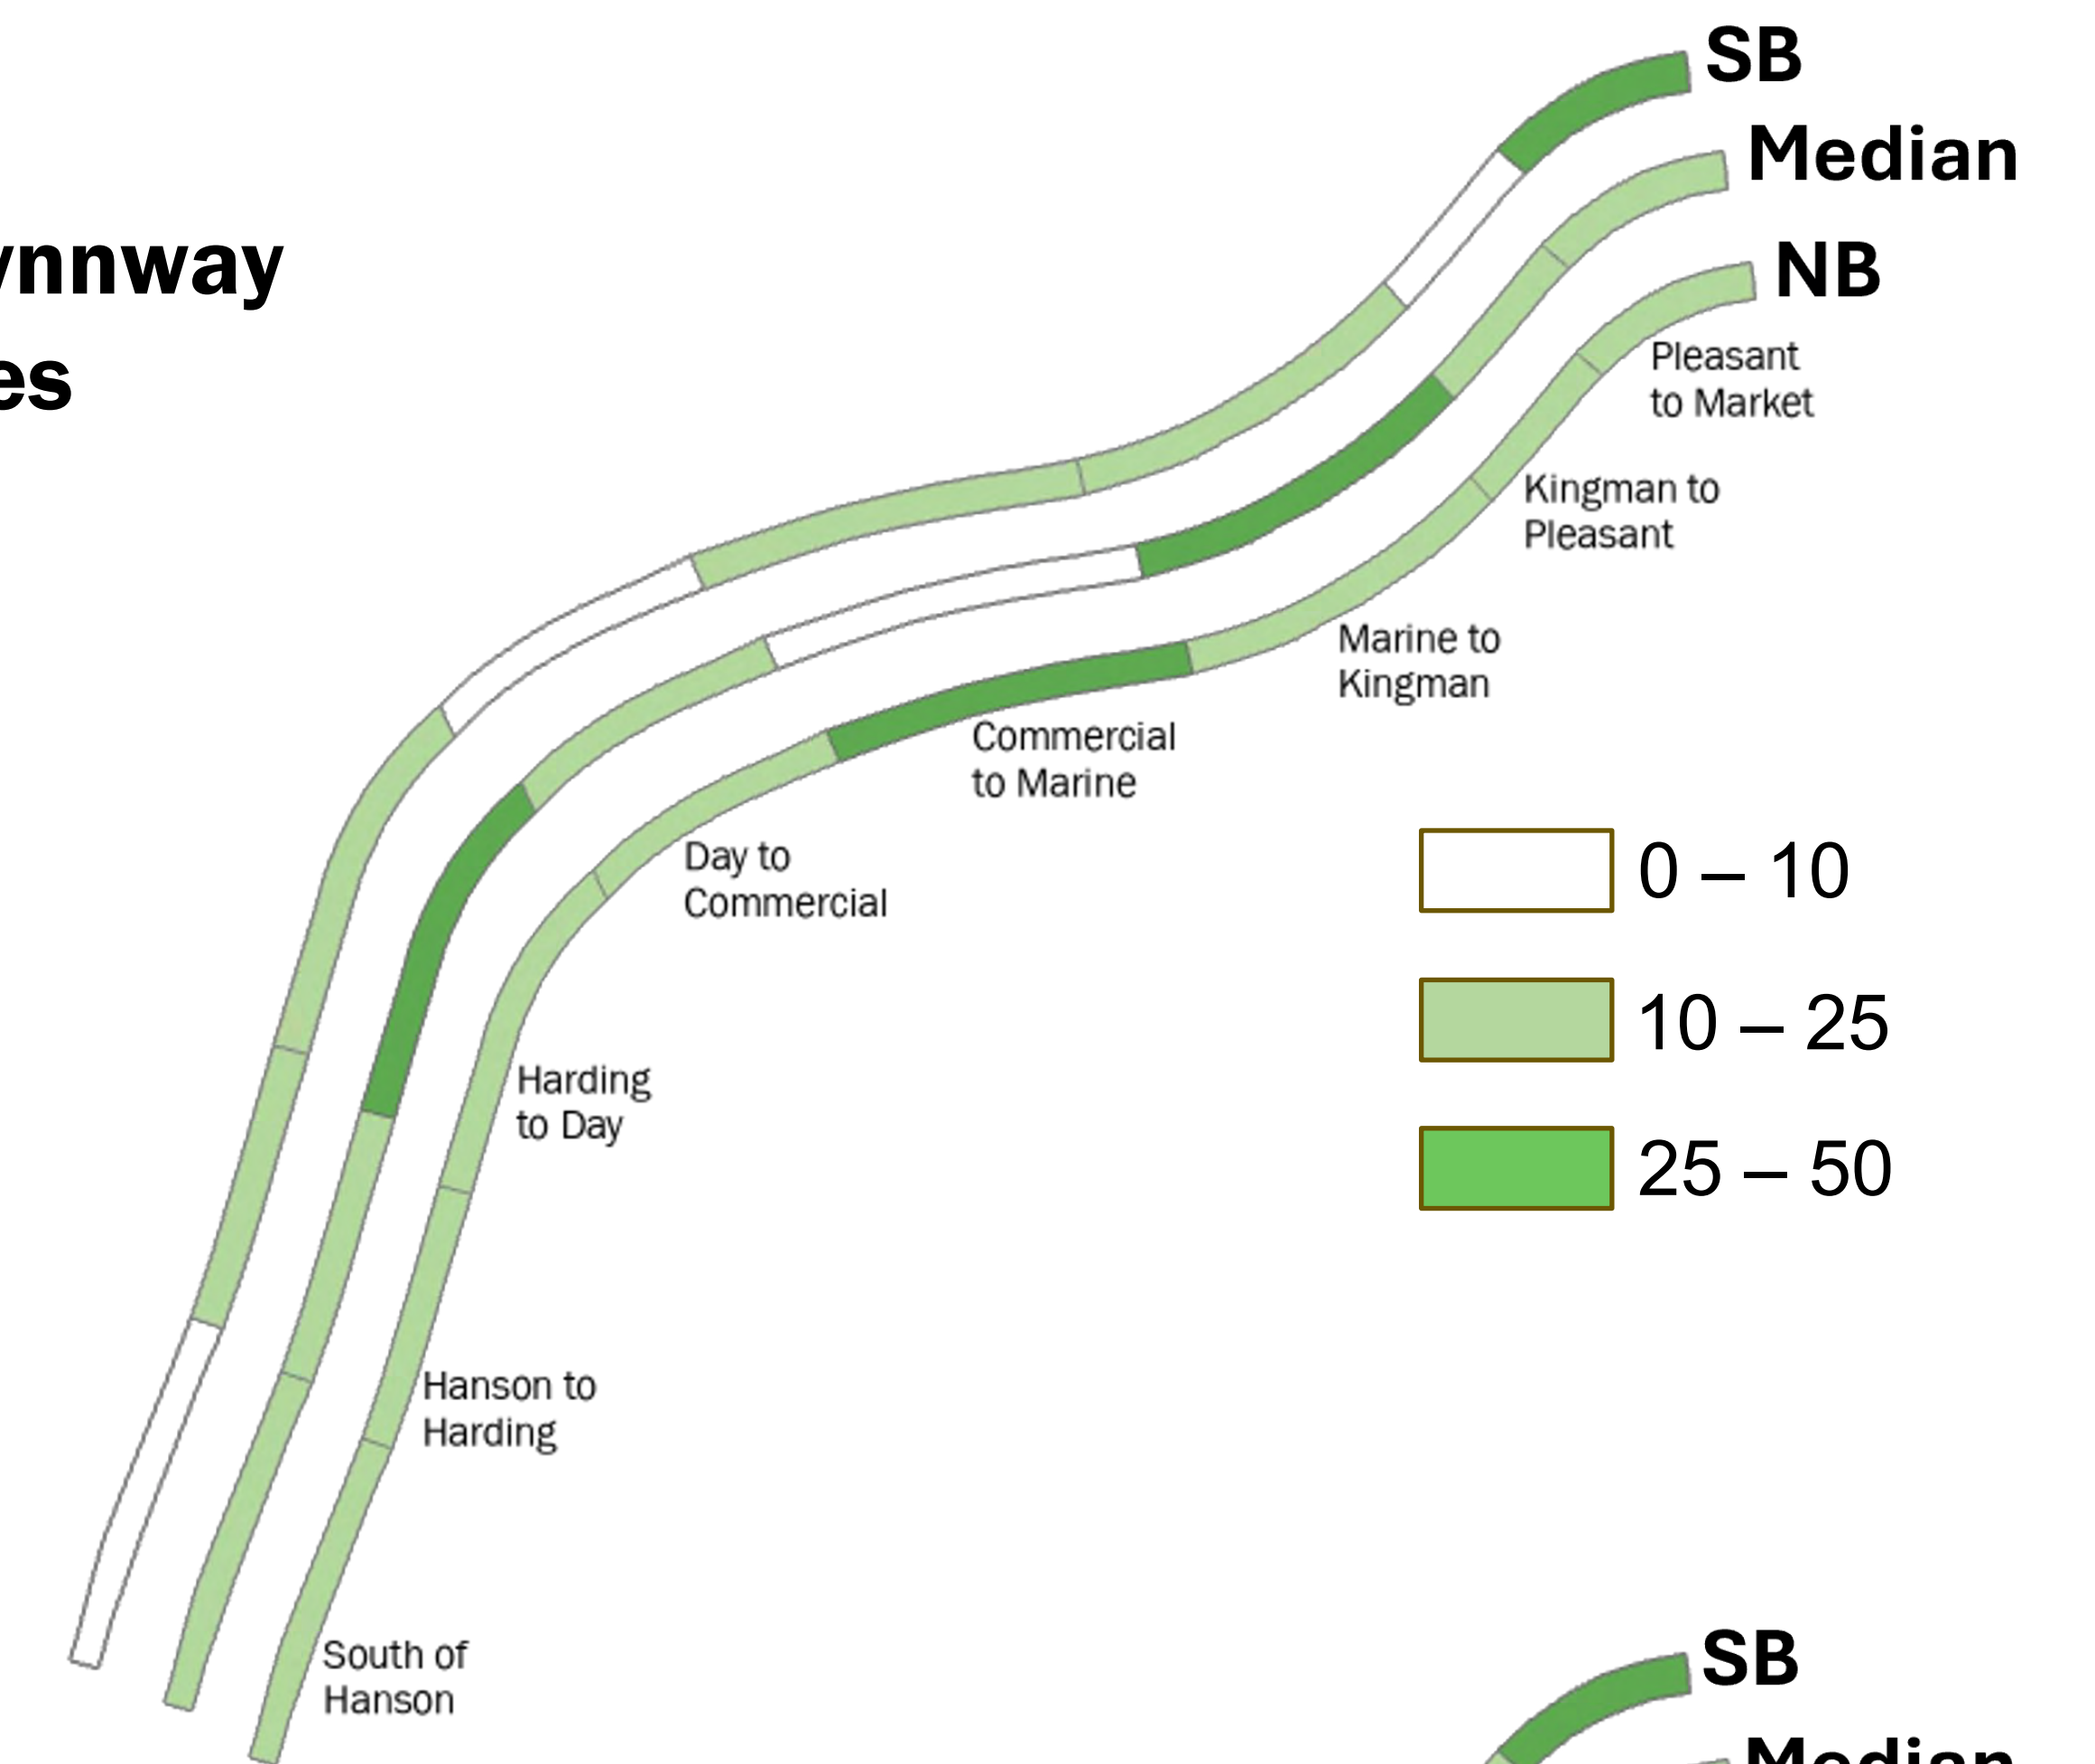 SB
Median
ynnway
NB
es
Pleasant
to Market
Kingman to
Pleasant
Marine to
Kingman
Commercial
to Marine
Day to
Commercial
0 – 10
10 – 25
Harding
to Day
25 – 50
Hanson to
Harding
South of
Hanson
SB
Median